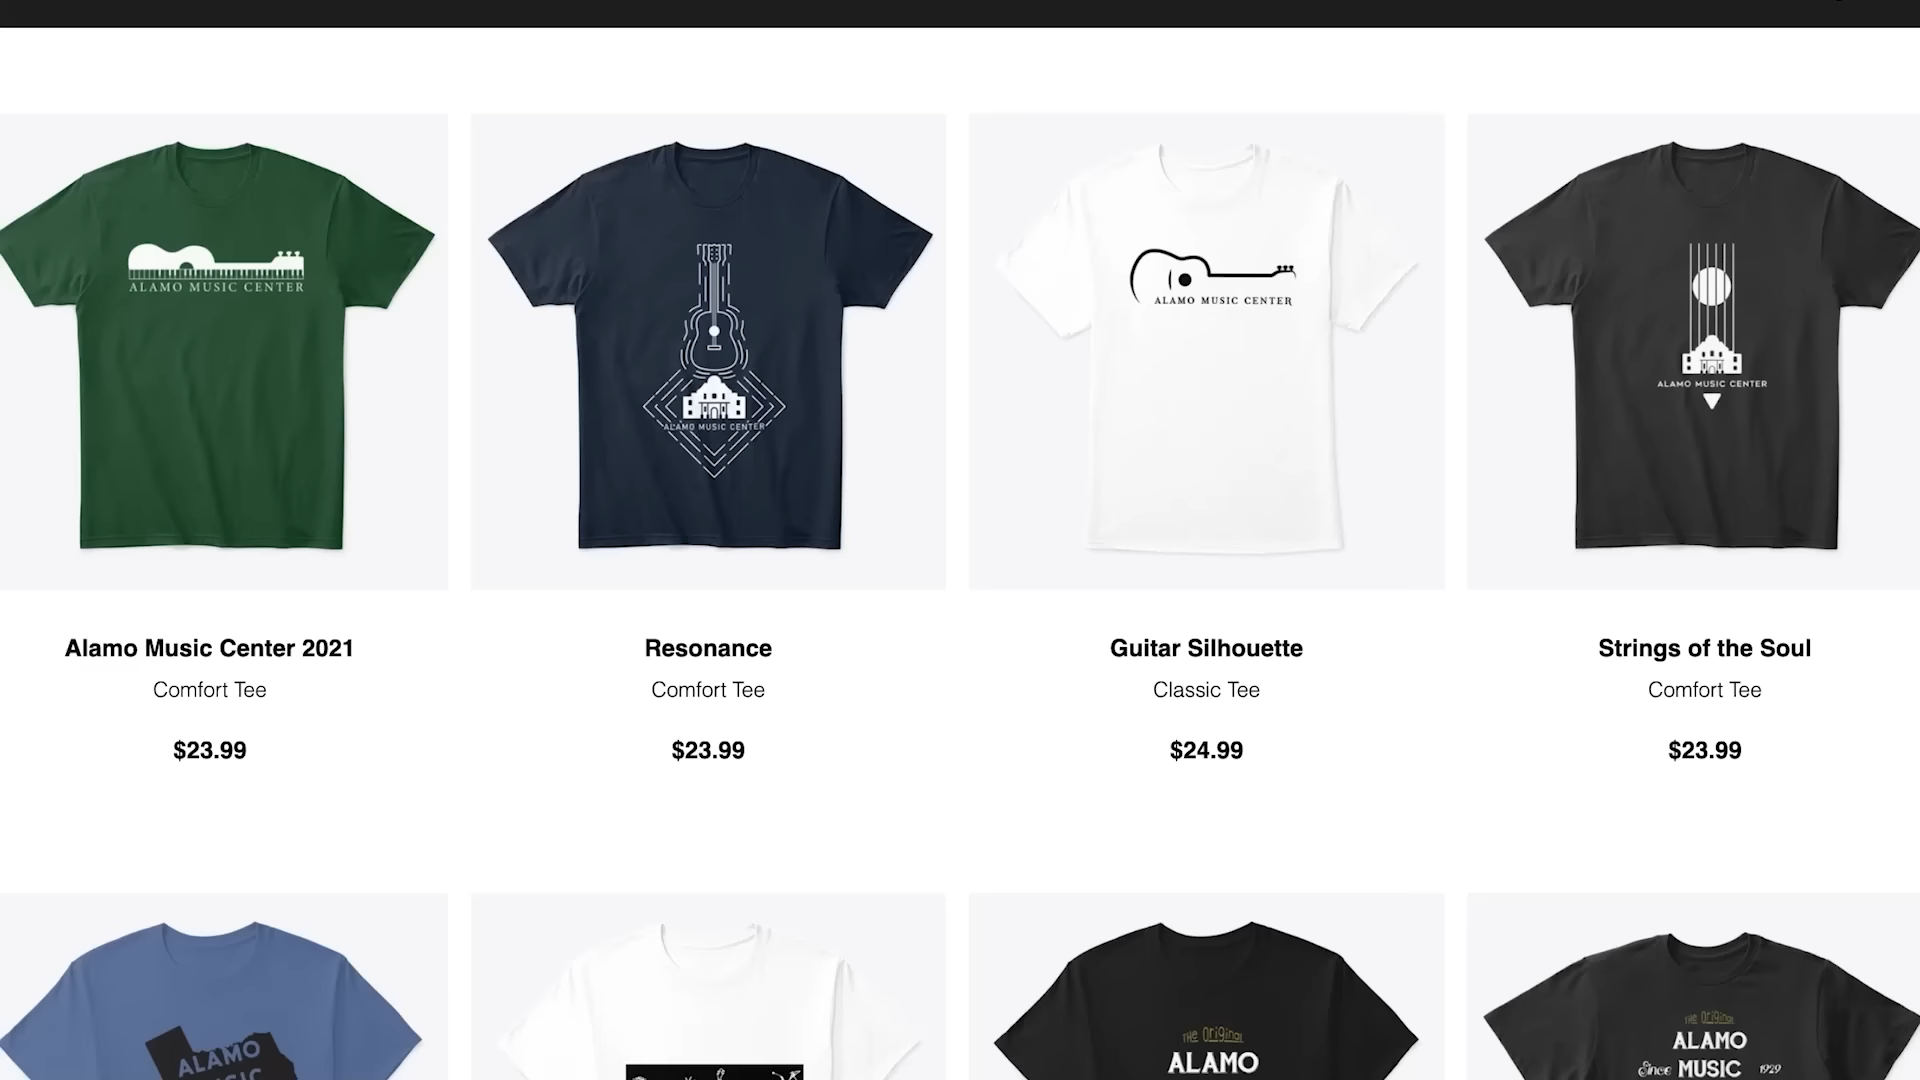 ALAMO MUSIC CENTER
ALAMO MUSIC CENTER
ALAMO MUSIC CENTER
ALAMO MUSIC CENTER
Alamo Music Center 2021
Comfort Tee
$23.99
Resonance
Comfort Tee
$23.99
Guitar Silhouette
Classic Tee
$24.99
Strings of the Soul
Comfort Tee
$23.99
ALAMO
The Original
ALAMO
The Original
ALAMO
Since MUSIC 1929